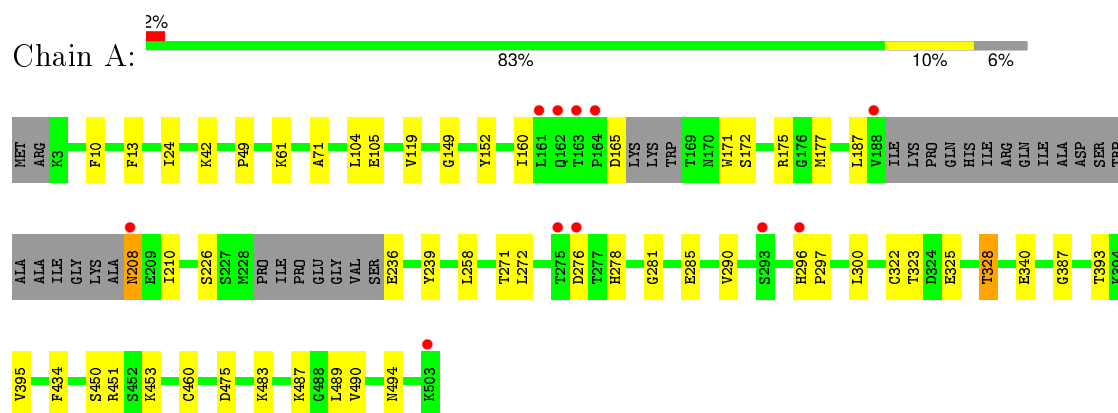 2%
Chain A:
83% 10% 6%
MET ARG K3 F10 F13 I24 K42 P49 K61 A71 L104 E105 V119 G149 Y152 I160 L161 Q162 T163 P164 D165 LYS LYS TRP T169 N170 W171 S172 R175 G176 M177 L187 V188 ILE LYS PRO GLN HIS ILE ARG GLN ILE ALA ASP SER
ALA ALA ILE GLY LYS ALA N208 E209 I210 S226 S227 M228 PRO ILE PRO GLU GLY VAL SER E236 Y239 L258 T271 L272 T275 D276 T277 H278 G281 E285 V290 S293 H296 P297 L300 C322 T323 D324 E325 T328 E340 G387 T393 K394
V395 F434 S450 R451 S452 K453 C460 D475 K483 K487 G488 L489 V490 N494 K503